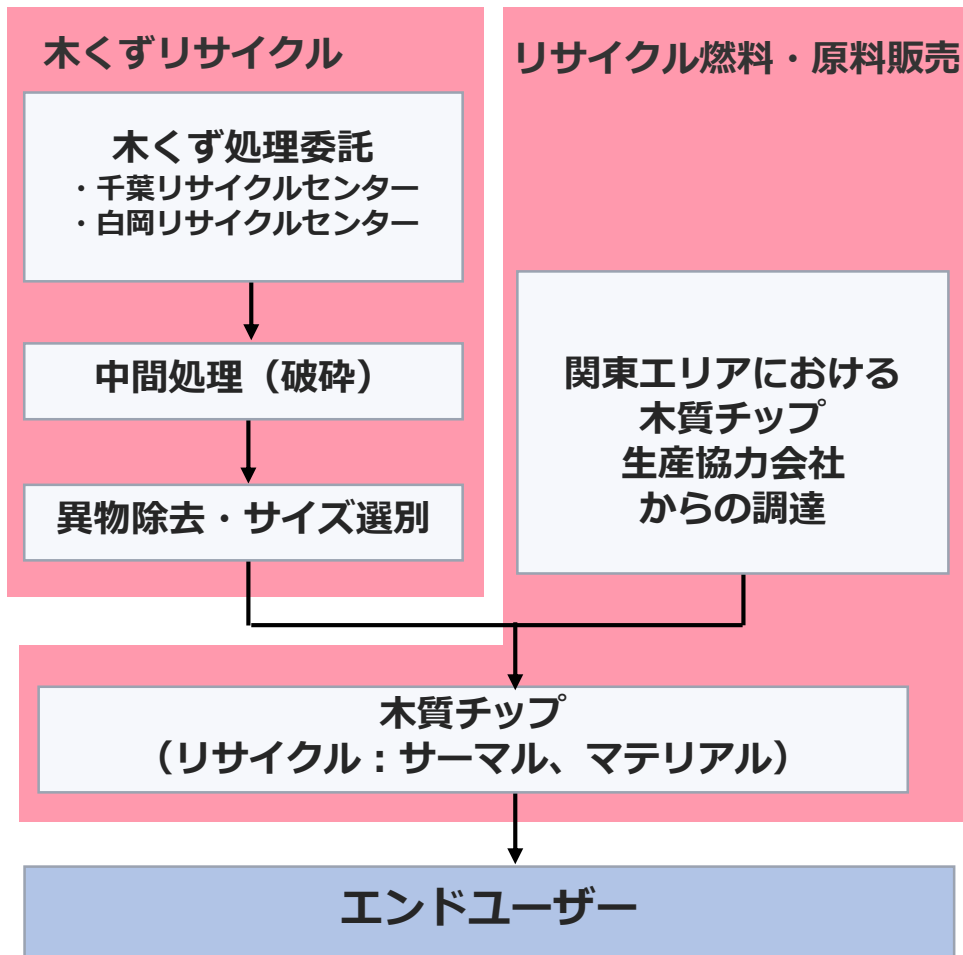 木くずリサイクル
木くず処理委託
・千葉リサイクルセンター
・白岡リサイクルセンター
中間処理（破砕）
異物除去・サイズ選別
リサイクル燃料・原料販売
関東エリアにおける
木質チップ
生産協力会社
からの調達
木質チップ
（リサイクル：サーマル、マテリアル）
エンドユーザー